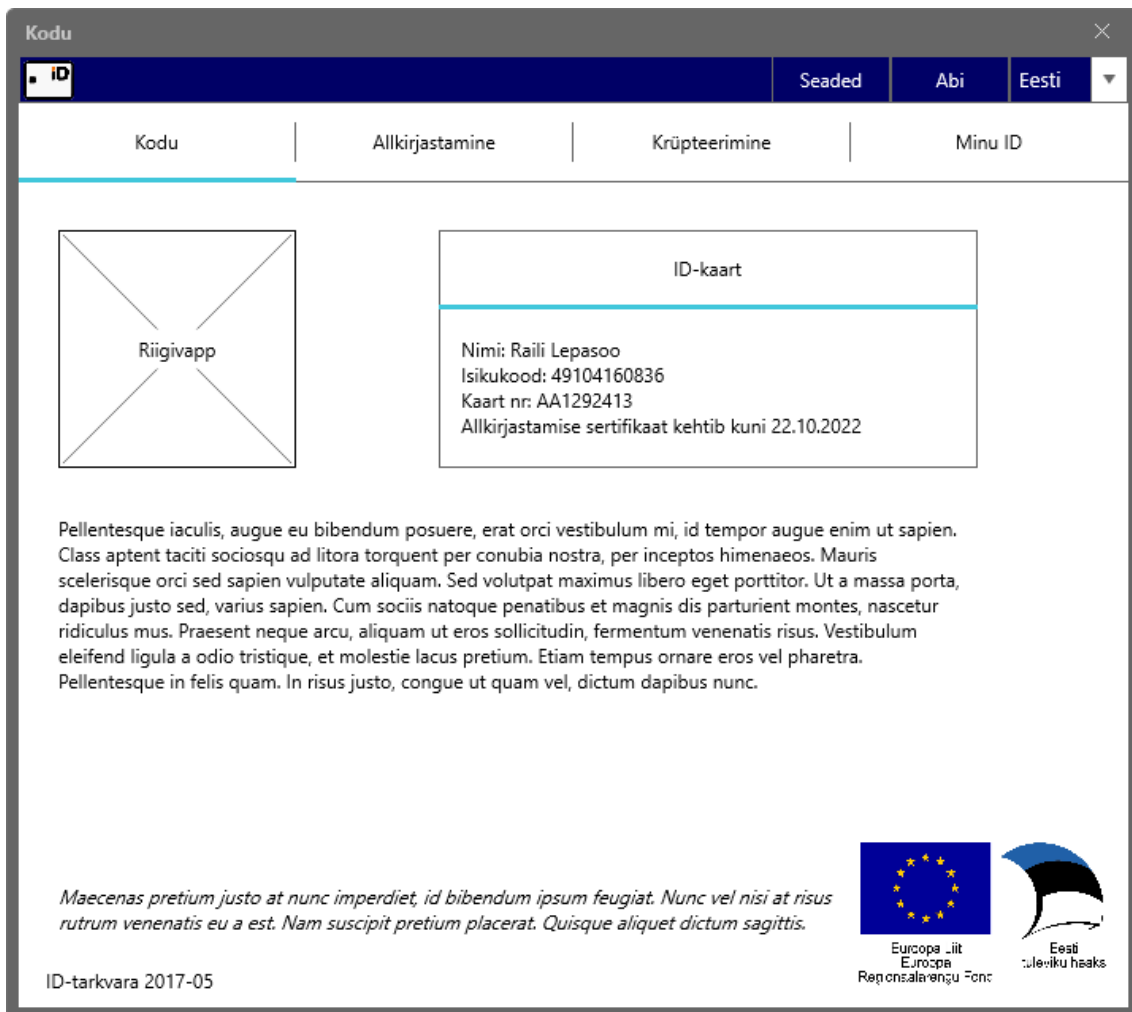 Kodu
iD
Seaded
Abi
Eesti
Kodu
Allkirjastamine
Krüpteerimine
Minu ID
Riigivapp
ID-kaart
Nimi: Raili Lepasoo
Isikukood: 49104160836
Kaart nr: AA1292413
Allkirjastamise sertifikaat kehtib kuni 22.10.2022
Pellentesque iaculis, augue eu bibendum posuere, erat orci vestibulum mi, id tempor augue enim ut sapien.
Class aptent taciti sociosqu ad litora torquent per conubia nostra, per inceptos himenaeos. Mauris
scelerisque orci sed sapien vulputate aliquam. Sed volutpat maximus libero eget porttitor. Ut a massa porta,
dapibus justo sed, varius sapien. Cum sociis natoque penatibus et magnis dis parturient montes, nascetur
ridiculus mus. Praesent neque arcu, aliquam ut eros sollicitudin, fermentum venenatis risus. Vestibulum
eleifend ligula a odio tristique, et molestie lacus pretium. Etiam tempus ornare eros vel pharetra.
Pellentesque in felis quam. In risus justo, congue ut quam vel, dictum dapibus nunc.
Maecenas pretium justo at nunc imperdiet, id bibendum ipsum feugiat. Nunc vel nisi at risus
rutrum venenatis eu a est. Nam suscipit pretium placerat. Quisque aliquet dictum sagittis.
Euroopa Liit
Euroopa
Regionaalarengu Fond
Eesti
tuleviku heaks
ID-tarkvara 2017-05